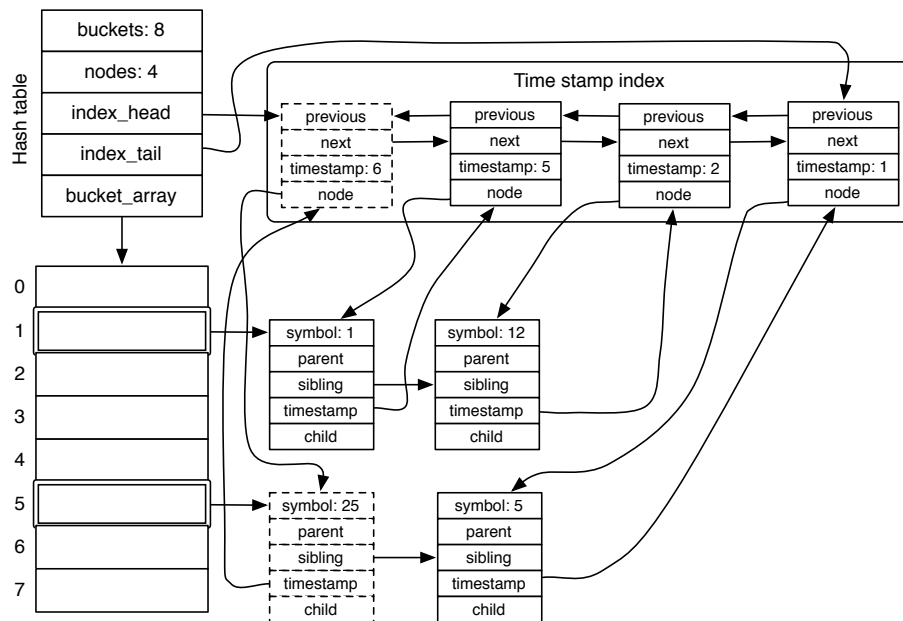 Hash table
buckets: 8
nodes: 4
index_head
index_tail
bucket_array
Time stamp index
previous
next
timestamp: 6
node
previous
next
timestamp: 5
node
previous
next
timestamp: 2
node
previous
next
timestamp: 1
node
0
1
2
3
4
5
6
7
symbol: 1
parent
sibling
timestamp
child
symbol: 12
parent
sibling
timestamp
child
symbol: 25
parent
sibling
timestamp
child
symbol: 5
parent
sibling
timestamp
child